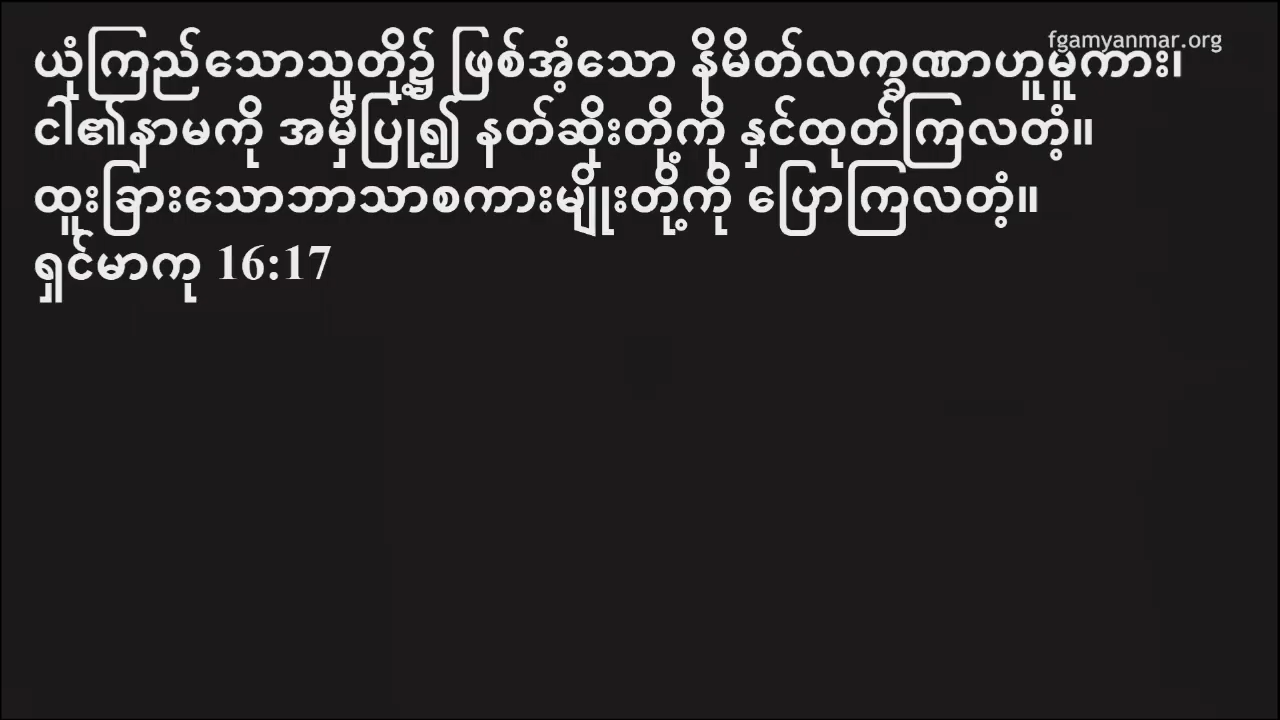 fgamyanmar.org
ယုံကြည်သောသူတို့၌ ဖြစ်အံ့သော နိမိတ်လက္ခဏာဟူမူကား၊
ငါ၏နာမကို အမှီပြု၍ နတ်ဆိုးတို့ကို နှင်ထုတ်ကြလတံ့။
ထူးခြားသောဘာသာစကားမျိုးတို့ကို ပြောကြလတံ့။
ရှင်မာကု 16:17